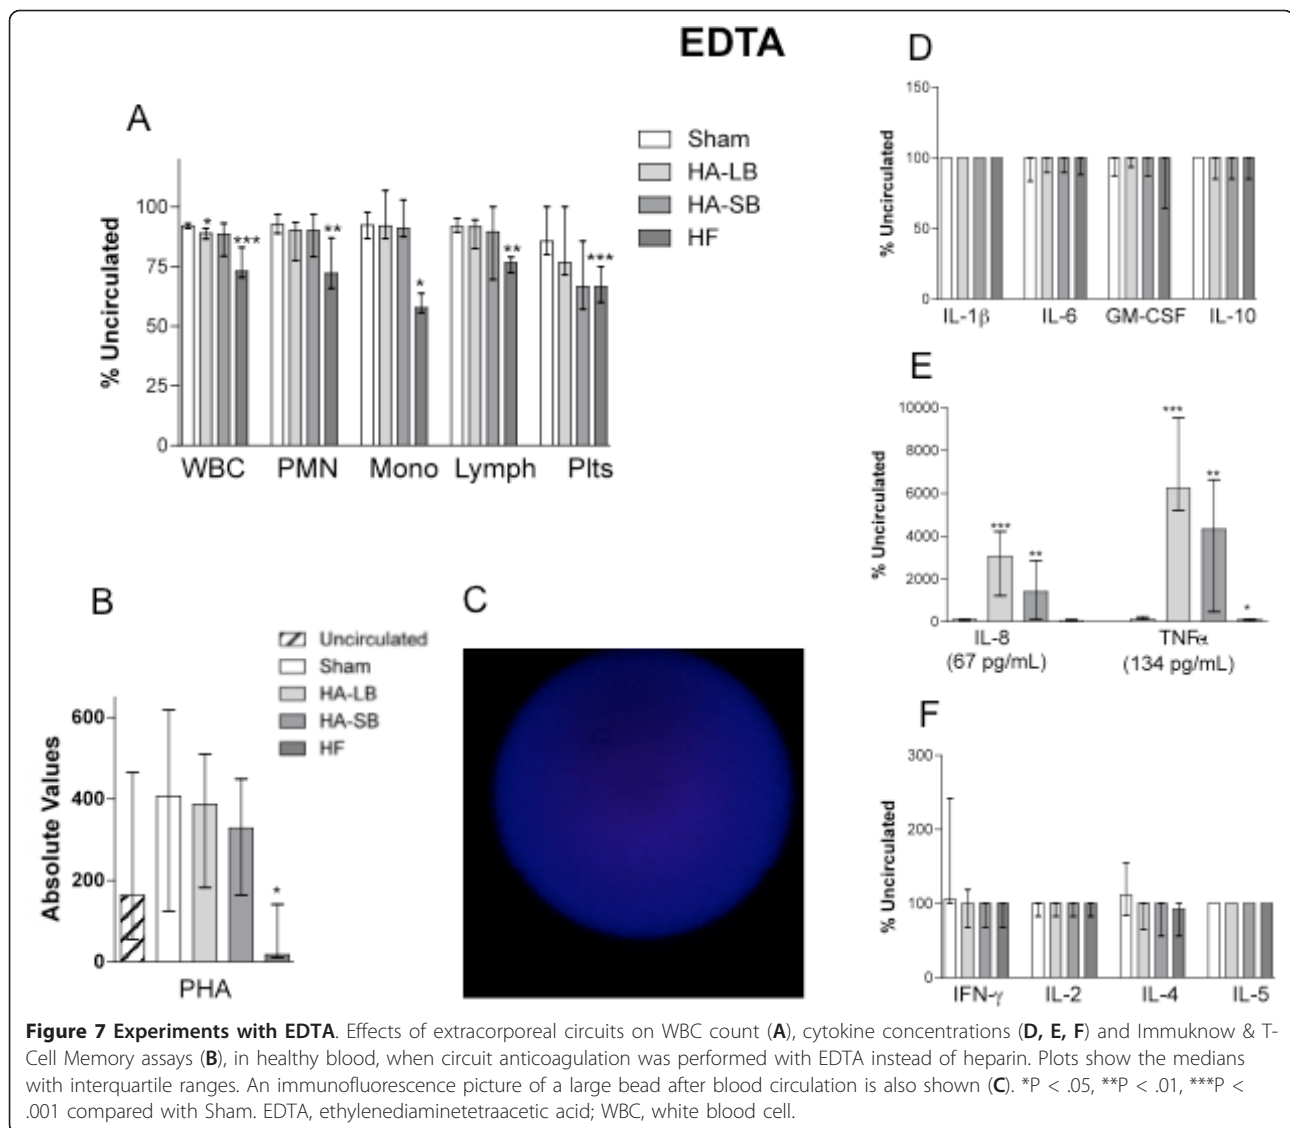 EDTA
A
Sham
HA-LB
HA-SB
HF
% Uncirculated
100
75
50
25
0
* *** ** * ** ***
WBC PMN Mono Lymph Plts
B
Uncirculated
Sham
HA-LB
HA-SB
HF
Absolute Values
600
400
200
0
*
PHA
C
D
% Uncirculated
150
100
50
0
IL-1β IL-6 GM-CSF IL-10
E
% Uncirculated
10000
8000
6000
4000
2000
0
*** ** *** ** *
IL-8 TNFα
(67 pg/mL) (134 pg/mL)
F
% Uncirculated
300
200
100
0
IFN-γ IL-2 IL-4 IL-5
Figure 7 Experiments with EDTA. Effects of extracorporeal circuits on WBC count (A), cytokine concentrations (D, E, F) and Immuknow & T-
Cell Memory assays (B), in healthy blood, when circuit anticoagulation was performed with EDTA instead of heparin. Plots show the medians
with interquartile ranges. An immunofluorescence picture of a large bead after blood circulation is also shown (C). *P < .05, **P < .01, ***P <
.001 compared with Sham. EDTA, ethylenediaminetetraacetic acid; WBC, white blood cell.